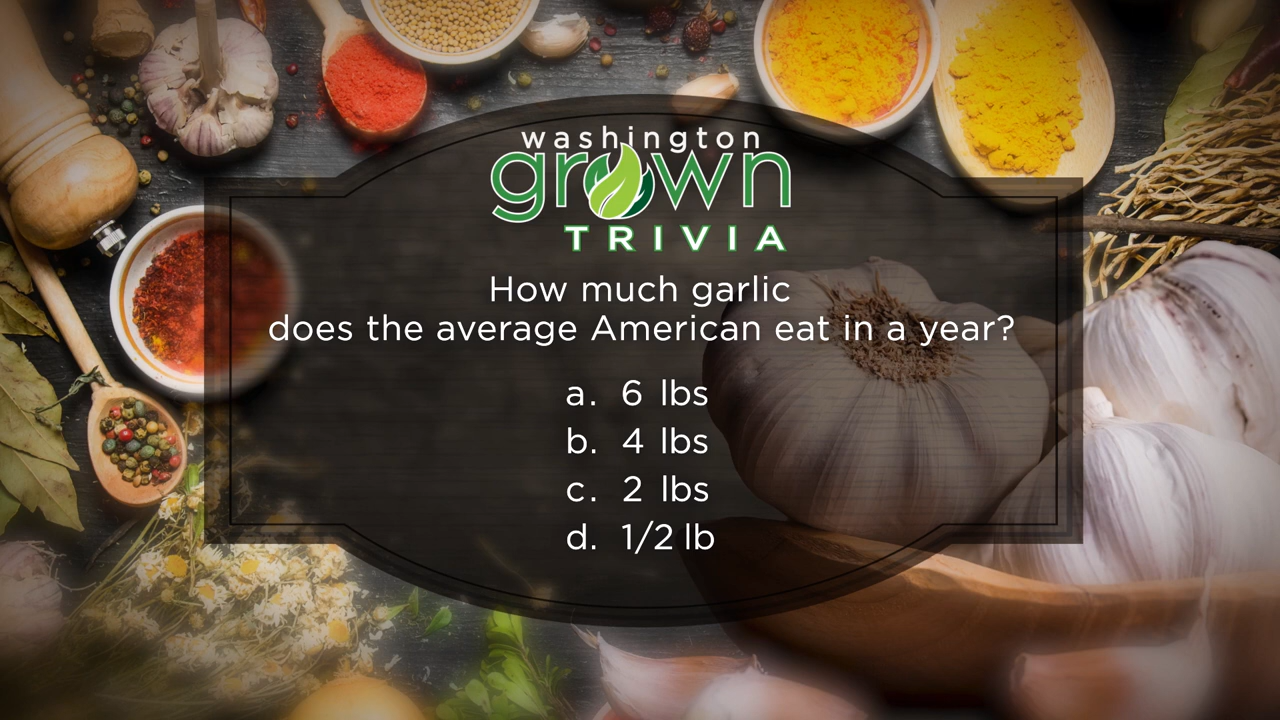 washington
grown
TRIVIA
How much garlic
does the average American eat in a year?
a. 6 lbs
b. 4 lbs
c. 2 lbs
d. 1/2 lb